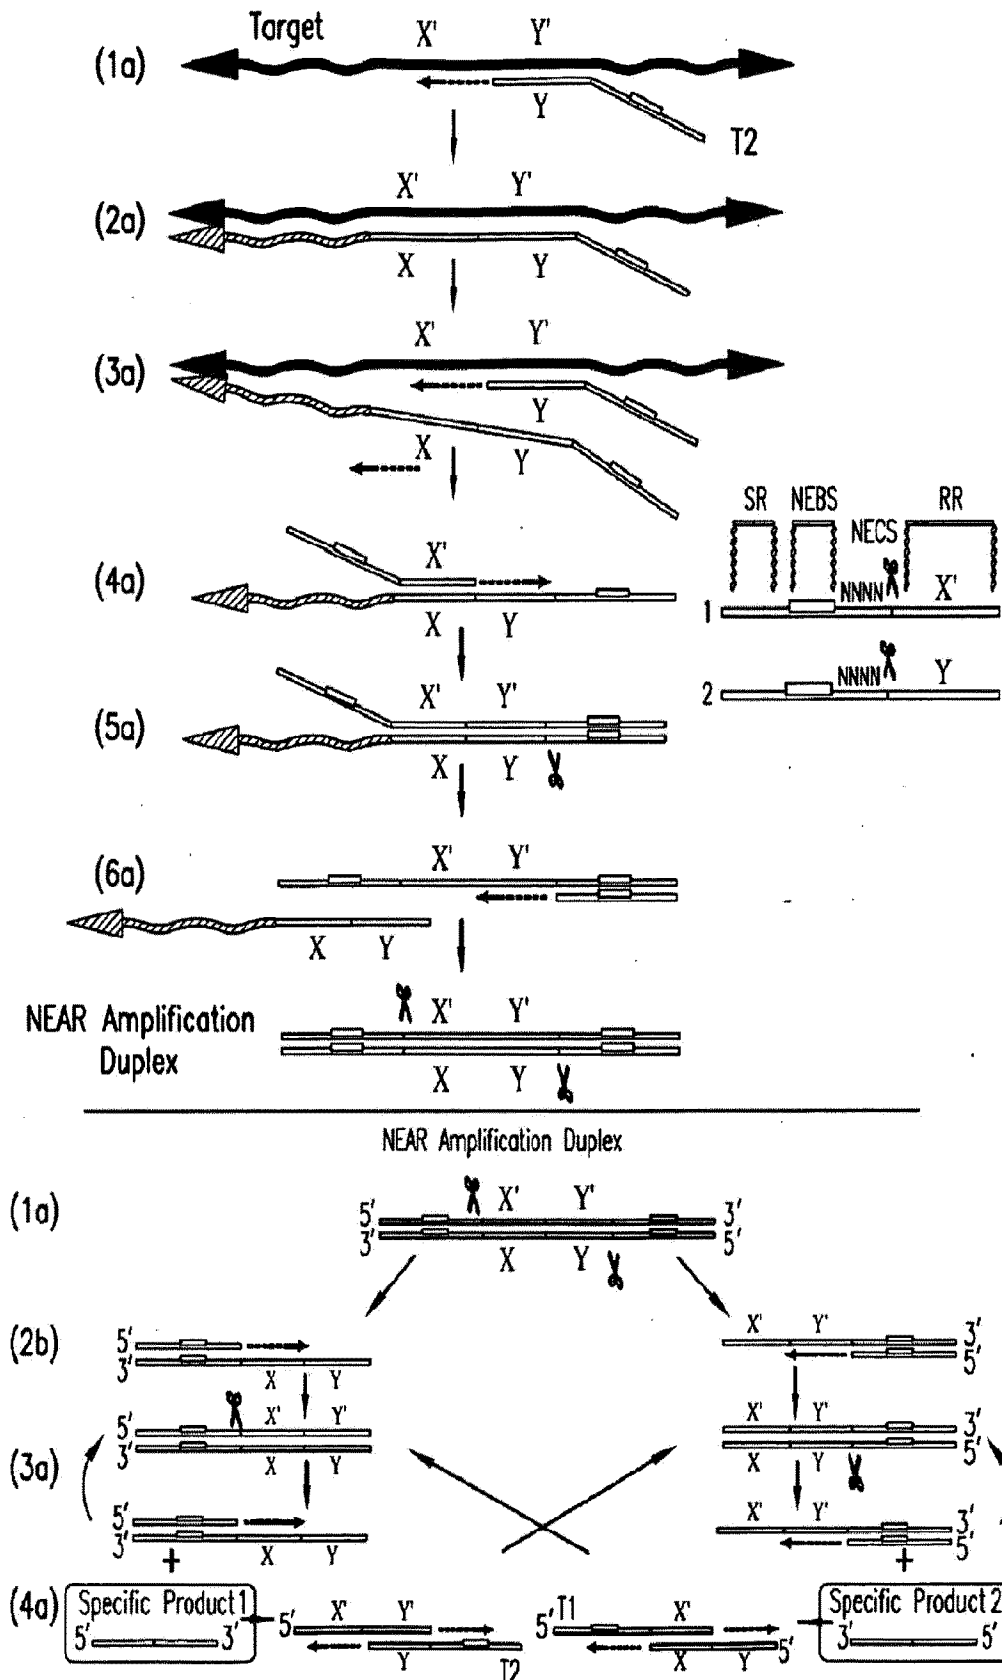 Target X' Y'
(1a)
Y
T2
X' Y'
(2a)
X Y
X' Y'
(3a)
Y
X
Y
SR NEBS RR
NECS
X'
(4a)
NNNN X'
1
X Y
NNNN Y
2
X' Y'
(5a)
X Y
X' Y'
(6a)
X Y
NEAR Amplification
Duplex
X' Y'
X Y
NEAR Amplification Duplex
(1a)
5' X' Y' 3'
3' 5'
X Y
(2b)
5'
3'
X Y
X' Y' 3'
5'
5' X' Y'
3'
X Y
X' Y' 3'
5'
X Y
(3a)
5'
3'
X Y
+
X' Y' 3'
5'
+
(4a)
Specific Product 1
5' 3'
5' X' Y'
Y T2
5' T1 X'
X Y 5'
Specific Product 2
3' 5'